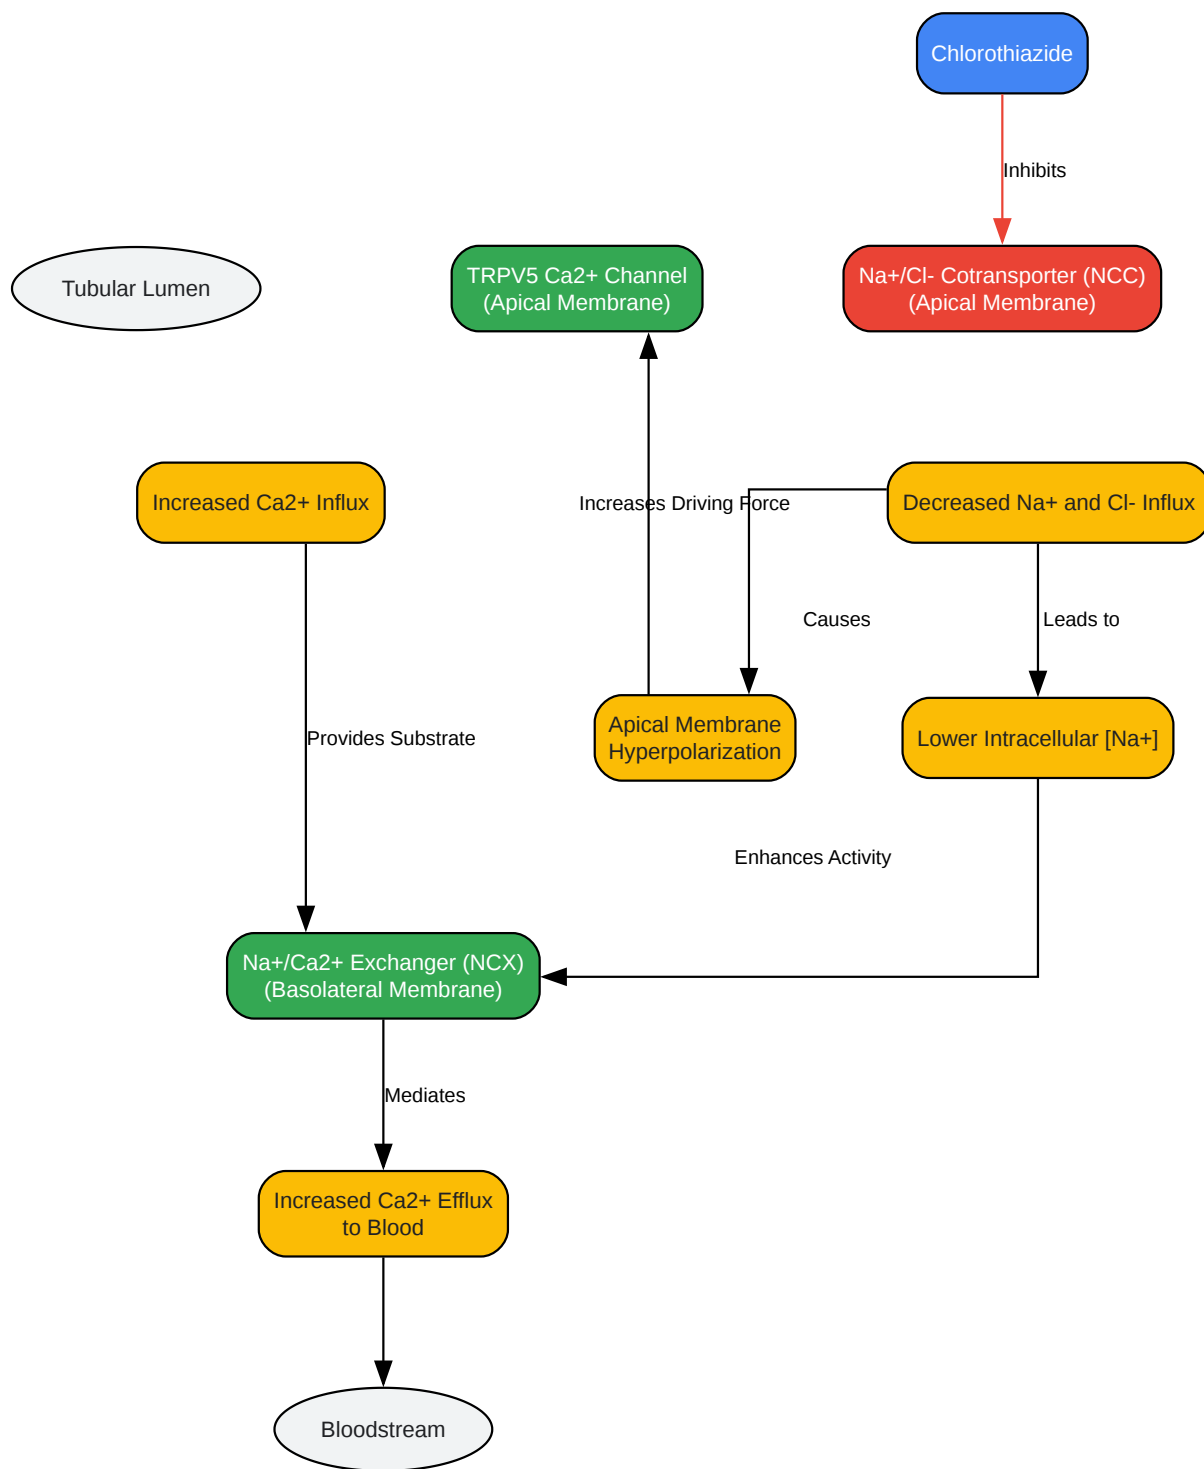 Chlorothiazide
Inhibits
Tubular Lumen
TRPV5 Ca2+ Channel
(Apical Membrane)
Na+/Cl- Cotransporter (NCC)
(Apical Membrane)
Increased Ca2+ Influx
Increases Driving Force
Decreased Na+ and Cl- Influx
Causes
Leads to
Provides Substrate
Apical Membrane
Hyperpolarization
Lower Intracellular [Na+]
Enhances Activity
Na+/Ca2+ Exchanger (NCX)
(Basolateral Membrane)
Mediates
Increased Ca2+ Efflux
to Blood
Bloodstream